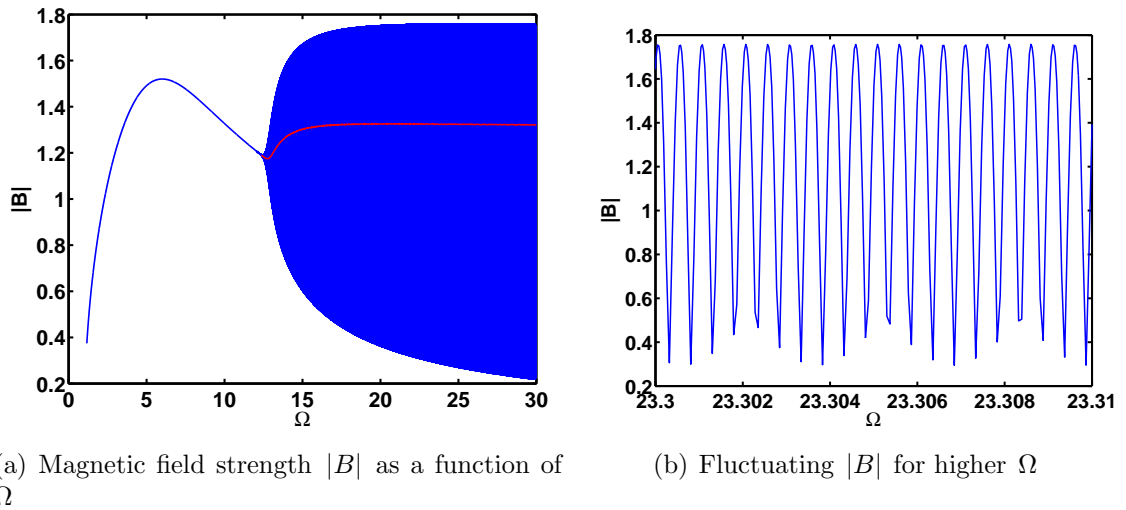 1.8
1.6
1.4
1.2
1
0.8
0.6
0.4
0.2
|B|
0 5 10 15 20 25 30
Ω
1.8
1.6
1.4
1.2
1
0.8
0.6
0.4
0.2
|B|
23.3 23.302 23.304 23.306 23.308 23.31
Ω
a) Magnetic field strength |B| as a function of
Ω
(b) Fluctuating |B| for higher Ω